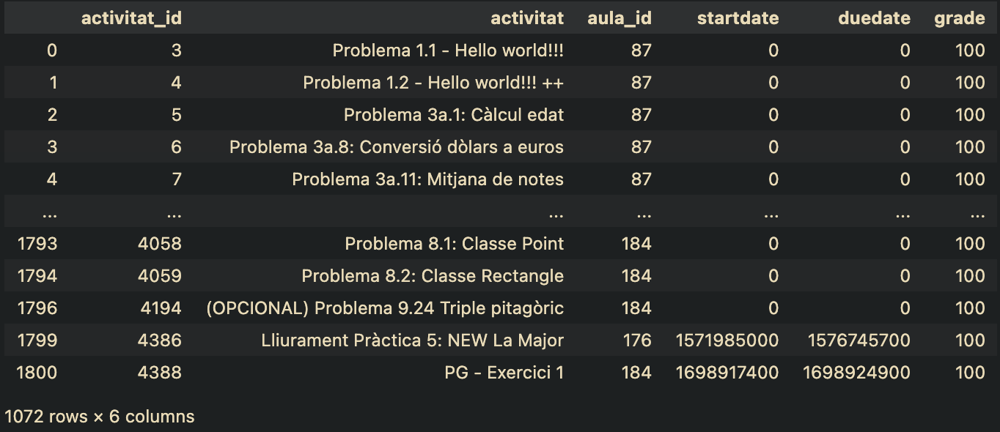 activitat_id activitat aula_id startdate duedate grade
0 3 Problema 1.1 - Hello world!!! 87 0 0 100
1 4 Problema 1.2 - Hello world!!! ++ 87 0 0 100
2 5 Problema 3a.1: Càlcul edat 87 0 0 100
3 6 Problema 3a.8: Conversió dòlars a euros 87 0 0 100
4 7 Problema 3a.11: Mitjana de notes 87 0 0 100
... ... ... ... ... ... ...
1793 4058 Problema 8.1: Classe Point 184 0 0 100
1794 4059 Problema 8.2: Classe Rectangle 184 0 0 100
1796 4194 (OPCIONAL) Problema 9.24 Triple pitagòric 184 0 0 100
1799 4386 Lliurament Pràctica 5: NEW La Major 176 1571985000 1576745700 100
1800 4388 PG - Exercici 1 184 1698917400 1698924900 100
1072 rows × 6 columns